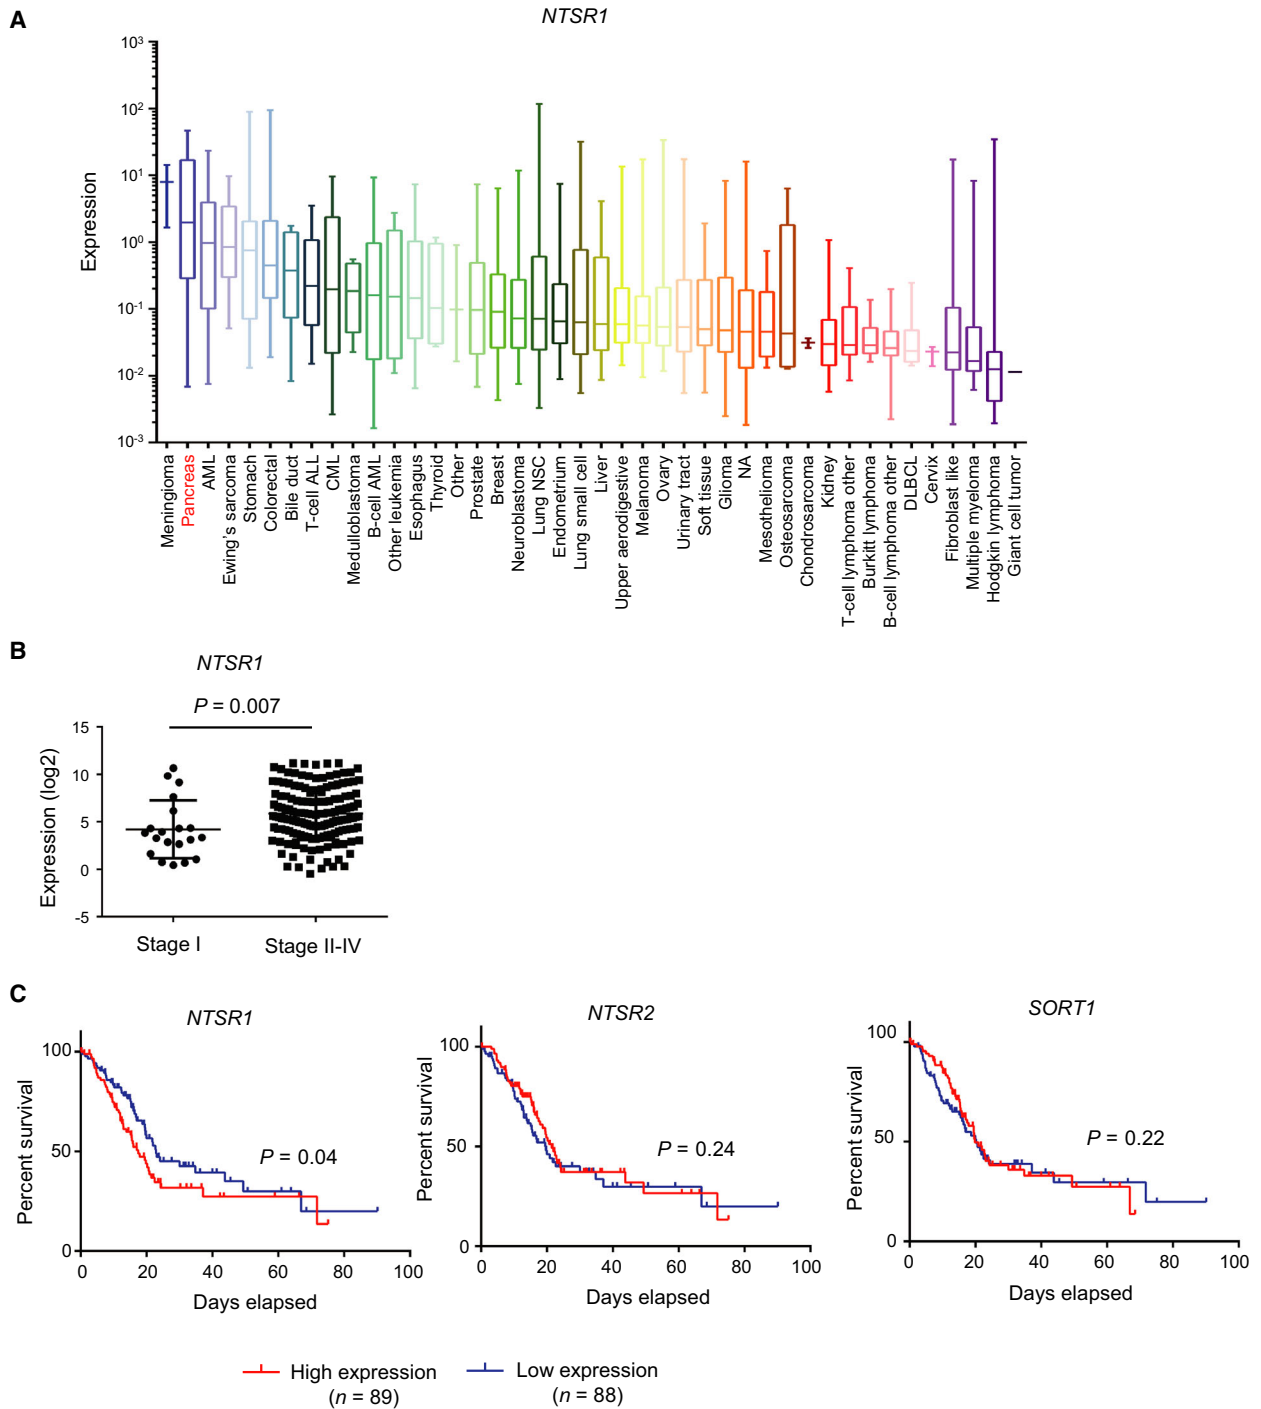 A
NTSR1
Expression
10³
10²
10¹
10⁰
10⁻¹
10⁻²
10⁻³
Meningioma
Pancreas
AML
Ewing's sarcoma
Stomach
Colorectal
Bile duct
T-cell ALL
CML
Medulloblastoma
B-cell AML
Other leukemia
Esophagus
Thyroid
Other
Prostate
Breast
Neuroblastoma
Lung NSC
Endometrium
Lung small cell
Liver
Upper aerodigestive
Melanoma
Ovary
Urinary tract
Soft tissue
Glioma
NA
Mesothelioma
Osteosarcoma
Chondrosarcoma
Kidney
T-cell lymphoma other
Burkitt lymphoma
B-cell lymphoma other
DLBCL
Cervix
Fibroblast like
Multiple myeloma
Hodgkin lymphoma
Giant cell tumor
B
NTSR1
P = 0.007
Expression (log2)
15
10
5
0
-5
Stage I
Stage II-IV
C
NTSR1
Percent survival
100
50
0
P = 0.04
0 20 40 60 80 100
Days elapsed
NTSR2
Percent survival
100
50
0
P = 0.24
0 20 40 60 80 100
Days elapsed
SORT1
Percent survival
100
50
0
P = 0.22
0 20 40 60 80 100
Days elapsed
High expression
(n = 89)
Low expression
(n = 88)